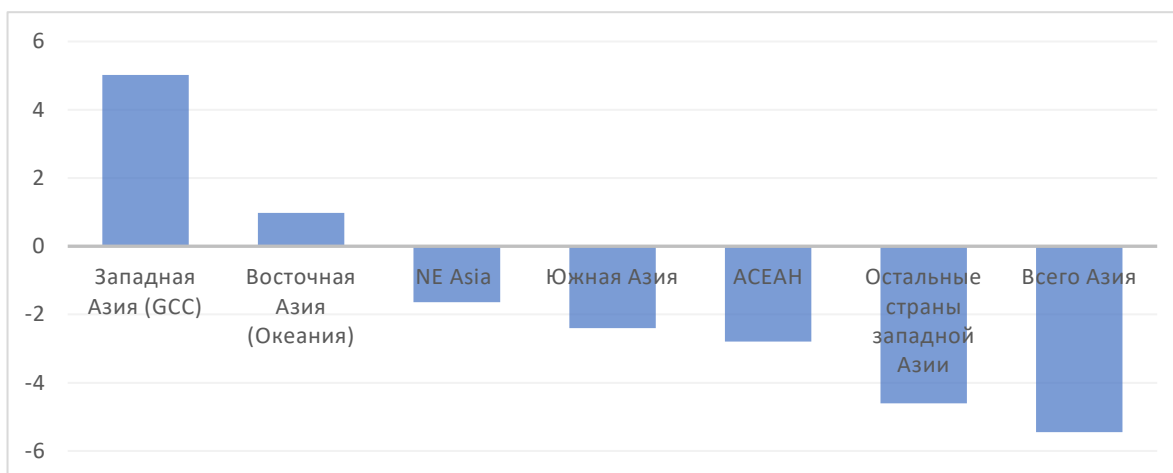 6
4
2
0
-2
-4
-6
Западная
Азия (GCC)
Восточная
Азия
(Океания)
NE Asia
Южная Азия
АСЕАН
Остальные
страны
западной
Азии
Всего Азия